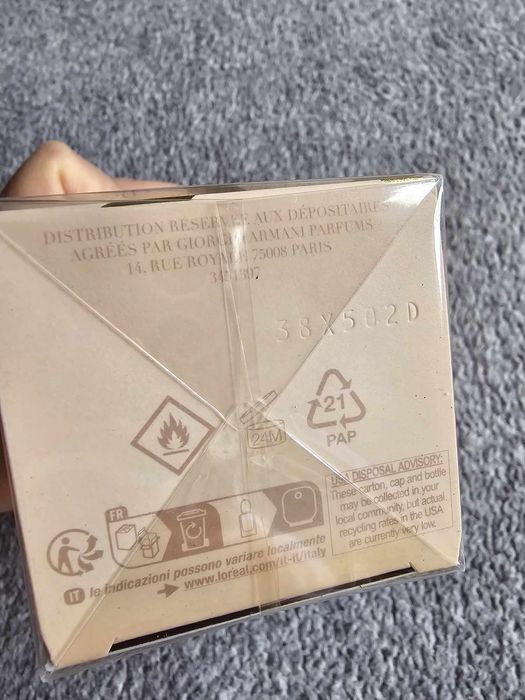 DISTRIBUTION RÉSERVÉE AUX DÉPOSITAIRES
AGRÉÉS PAR GIORGIO ARMANI PARFUMS
14, RUE ROYALE 75008 PARIS
38X502D
24M
21
PAP
USA DISPOSAL ADVISORY:
These carton, cap and bottle
may be collected in your
local community, but actual
recycling rates in the USA
are currently very low.
FR
IT le indicazioni possono variare localmente
www.loreal.com/it-it/italy